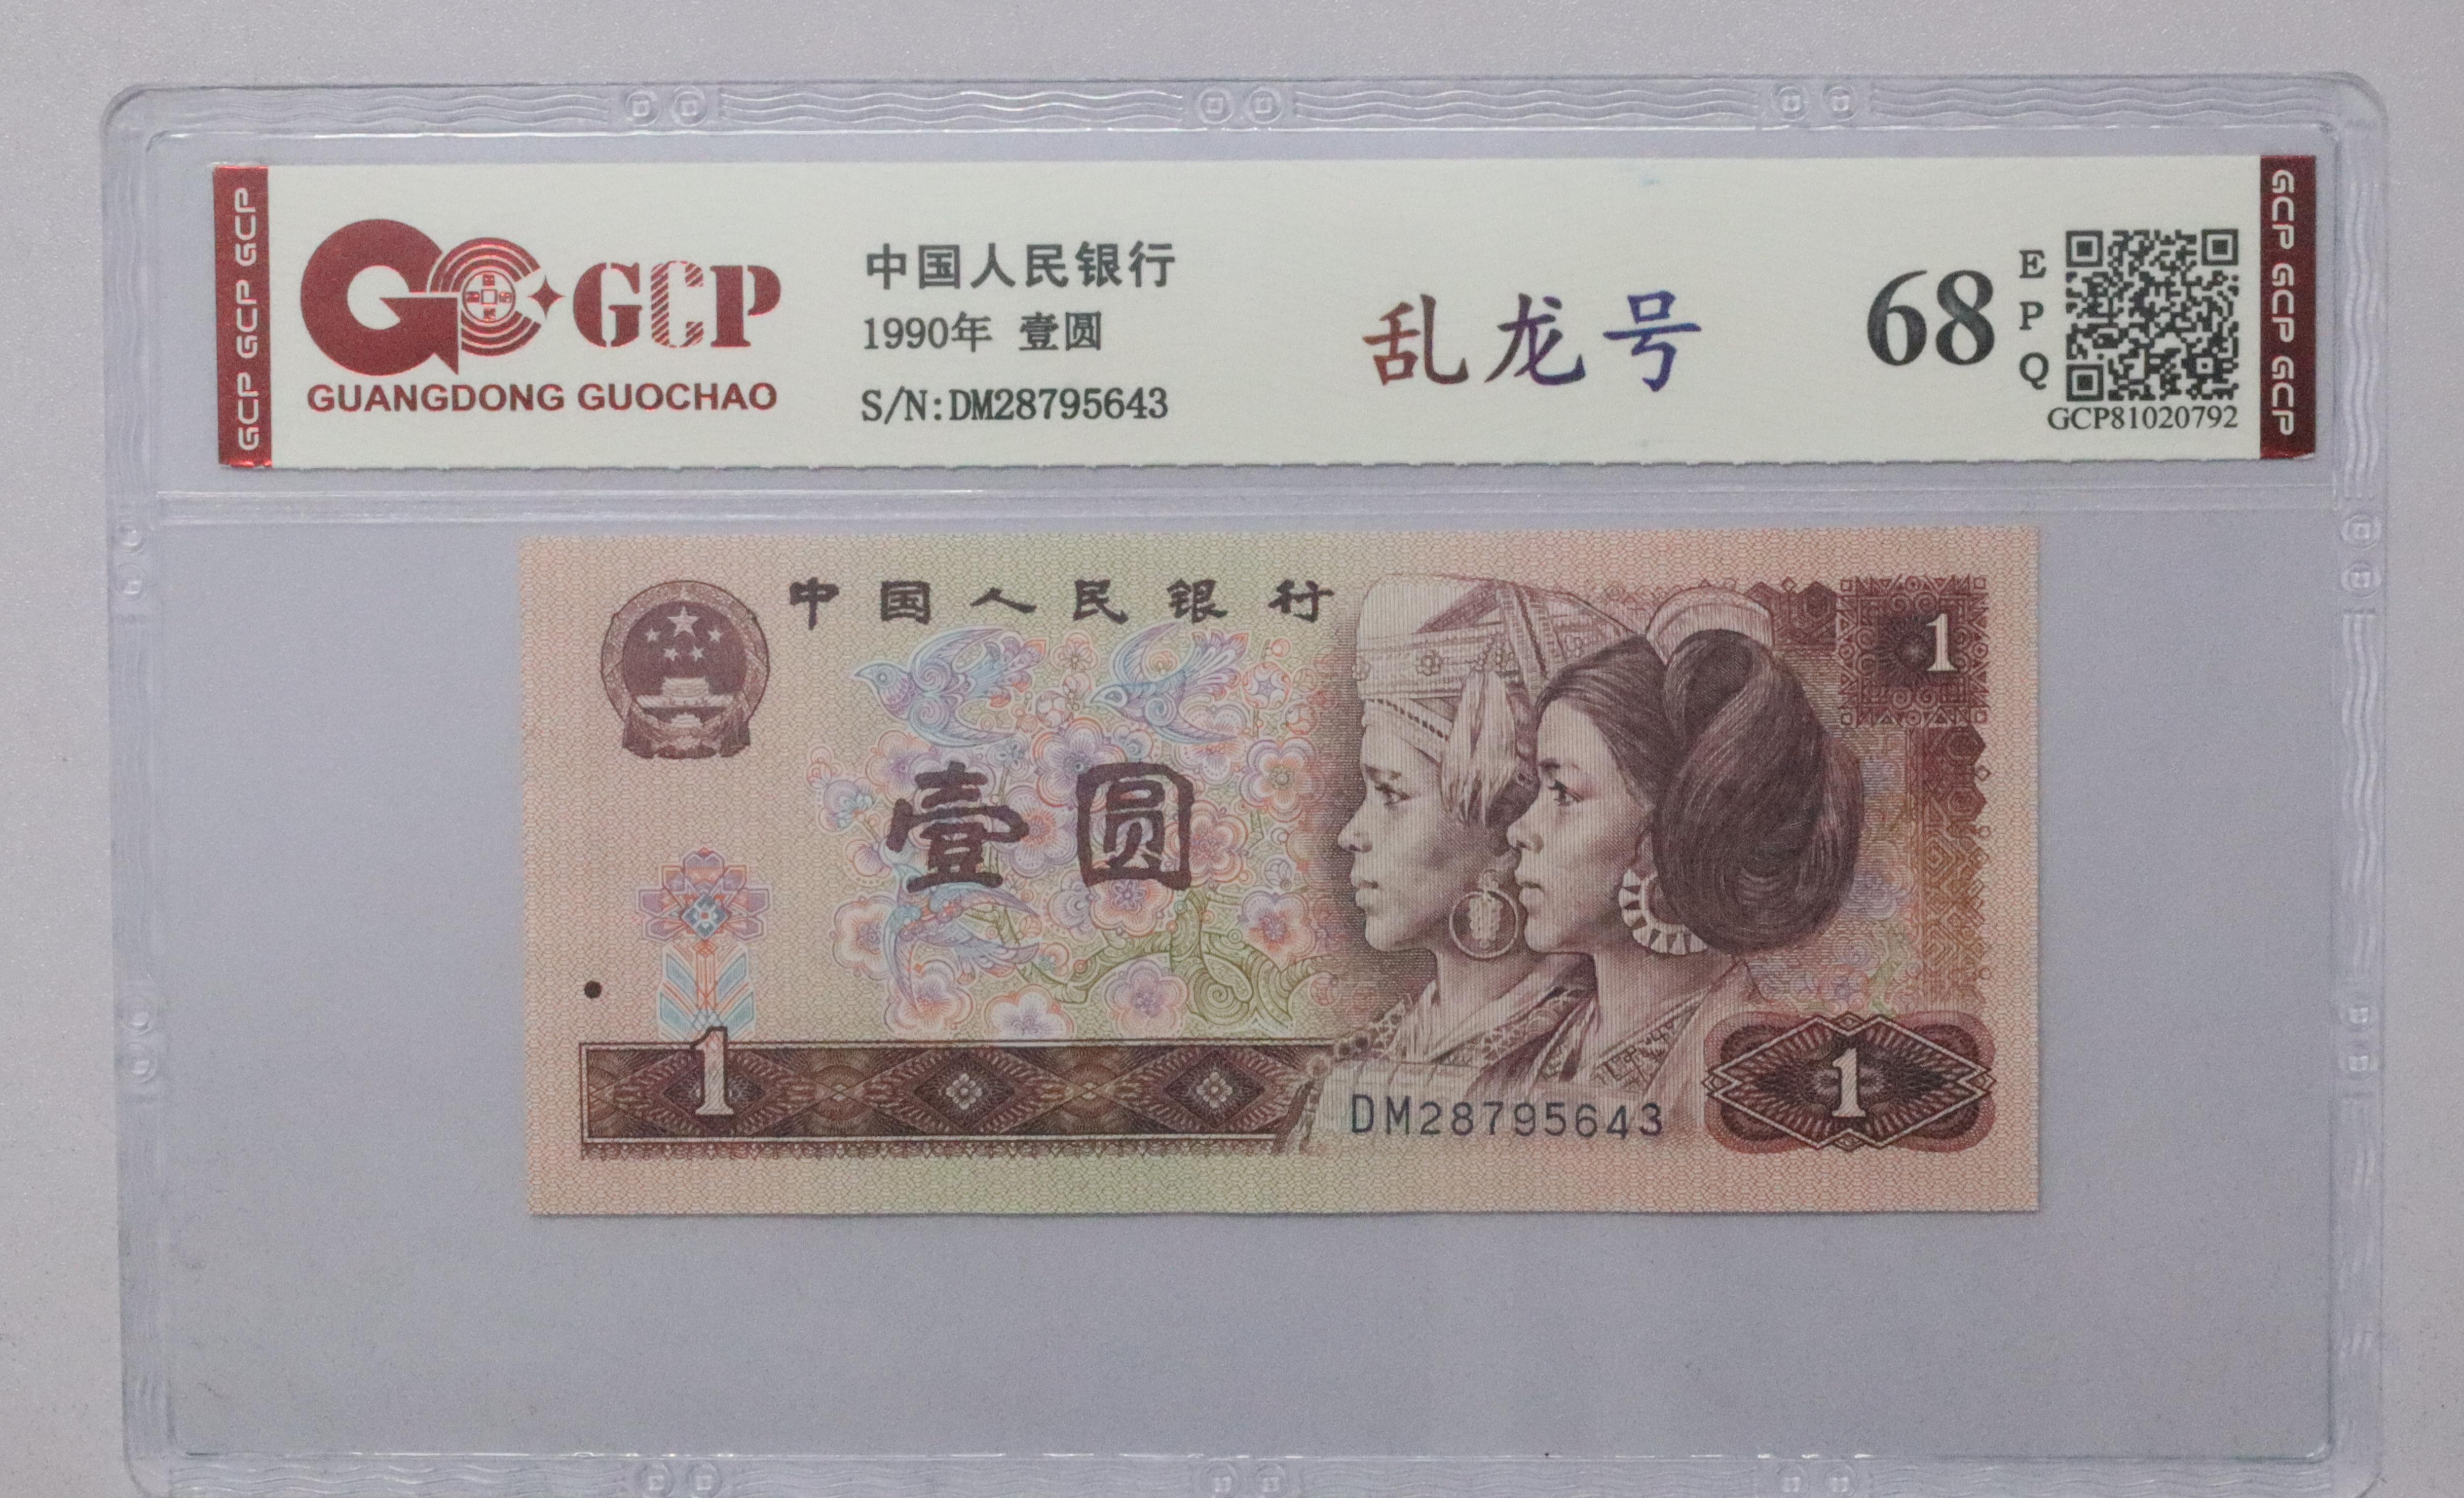 GCP GCP GCP
GCP
GUANGDONG GUOCHAO
中国人民银行
1990年 壹圆
S/N:DM28795643
乱龙号
68
EPQ
GCP81020792
GCP GCP GCP
中国人民银行
1
壹圆
1
DM28795643
1